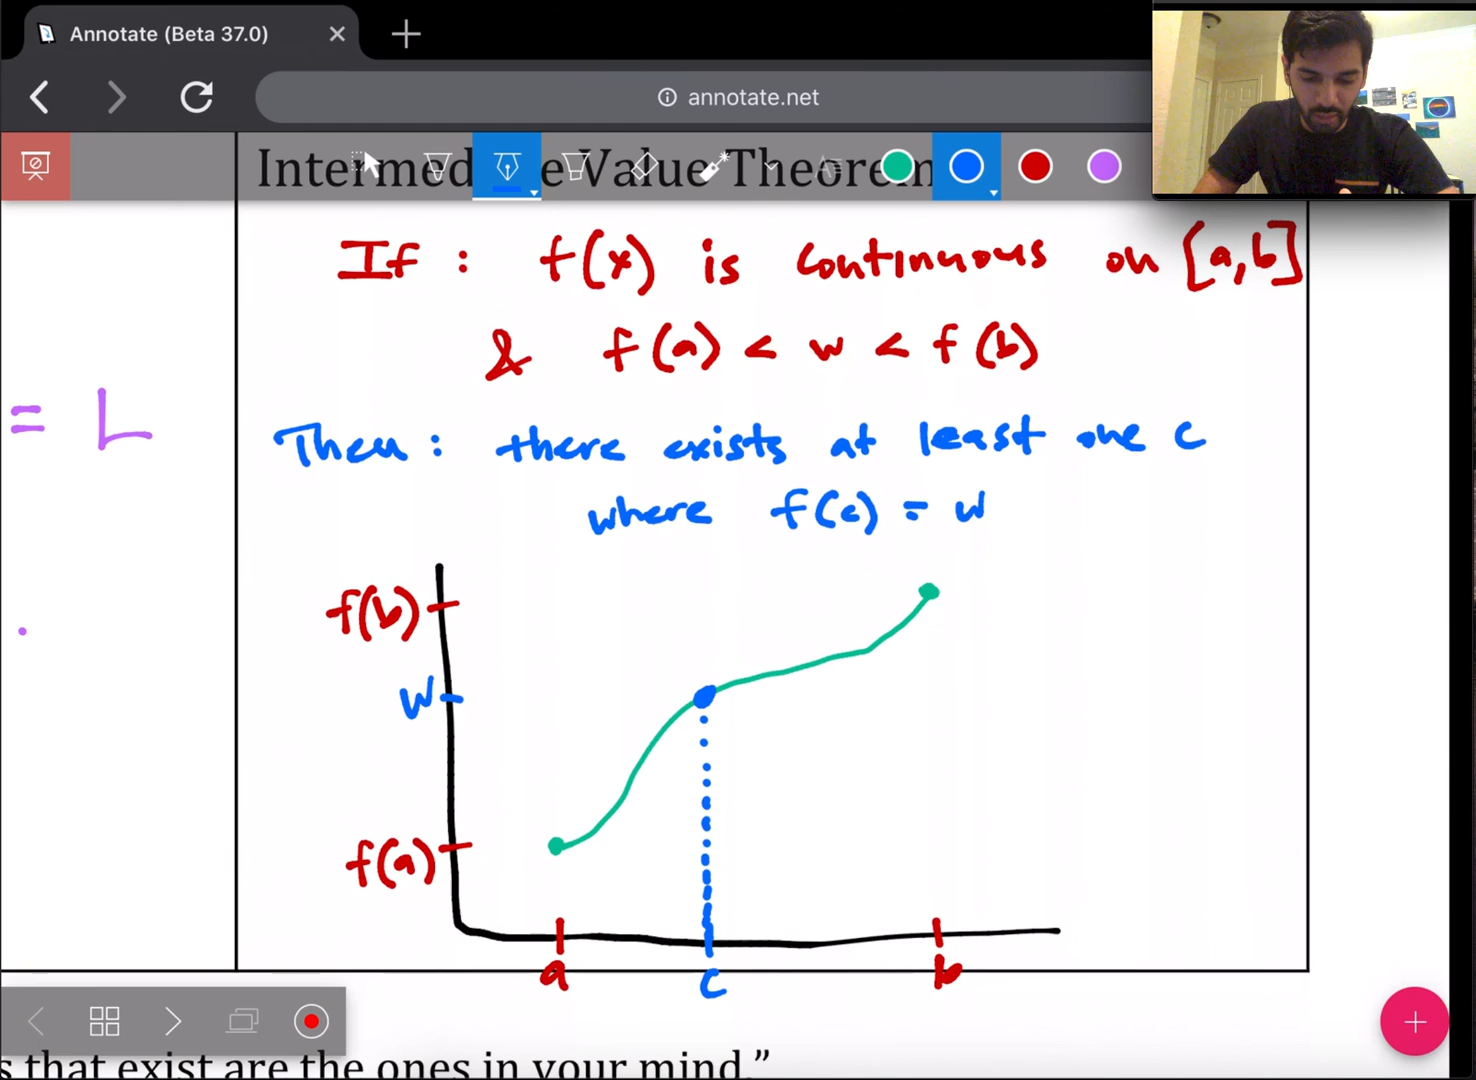 Annotate (Beta 37.0)
annotate.net
Intermed e Value Theorem
If : f(x) is continuous on [a,b]
& f(a) < w < f(b)
= L
Then : there exists at least one c
where f(c) = w
f(b)
W
f(a)
a c b
s that exist are the ones in your mind.”